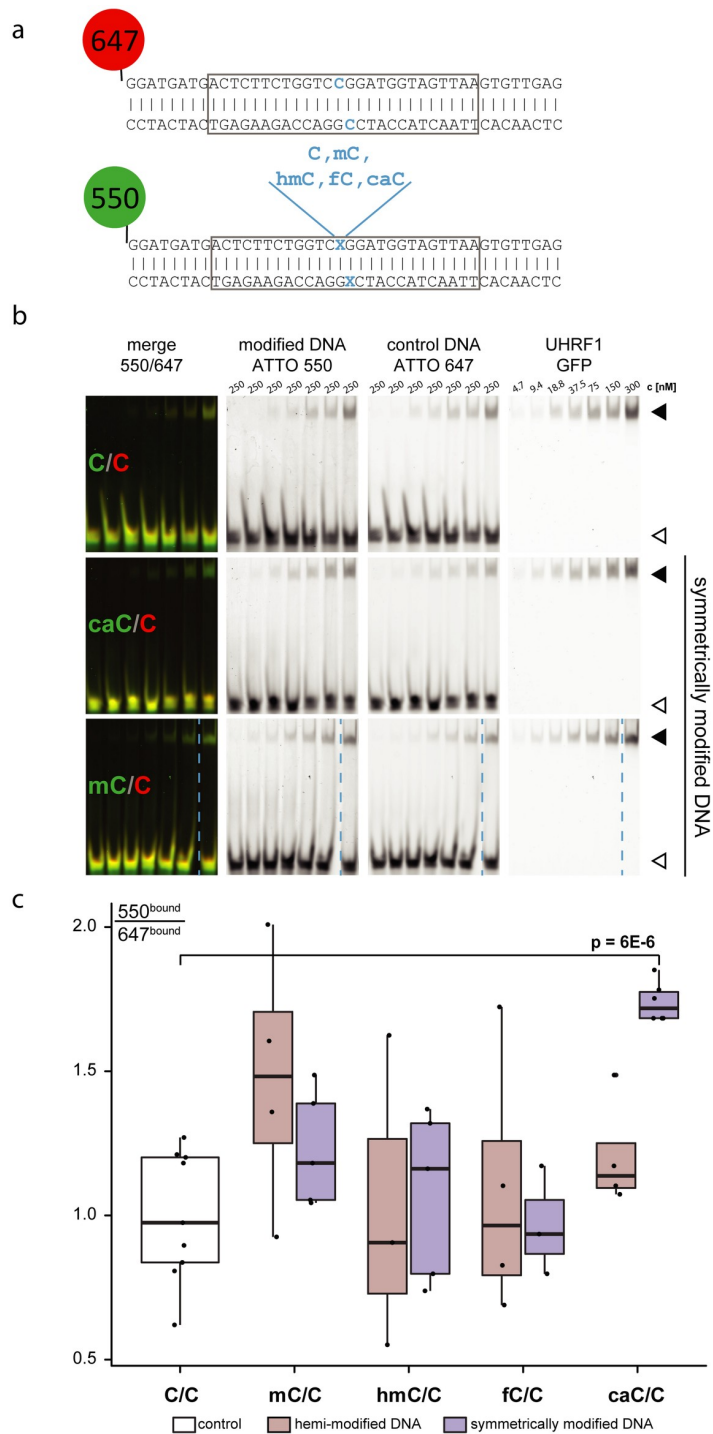 a
647
GGATGATGACTCTTCTGGTCCGGATGGTAGTTAAGTGTTGAG
CCTACTACTGAGAAGACCAGGCCTACCATCAATTCACAACTC
C,mC,
hmC,fC,caC
550
GGATGATGACTCTTCTGGTCXGGATGGTAGTTAAGTGTTGAG
CCTACTACTGAGAAGACCAGGXCTACCATCAATTCACAACTC
b
merge
550/647
modified DNA
ATTO 550
control DNA
ATTO 647
UHRF1
GFP
250 250 250 250 250 250 250
250 250 250 250 250 250 250
4.7 9.4 18.8 37.5 75 150 300
c [nM]
C/C
caC/C
mC/C
symmetrically modified DNA
c
550bound
647bound
p = 6E-6
2.0
1.5
1.0
0.5
C/C mC/C hmC/C fC/C caC/C
control hemi-modified DNA symmetrically modified DNA